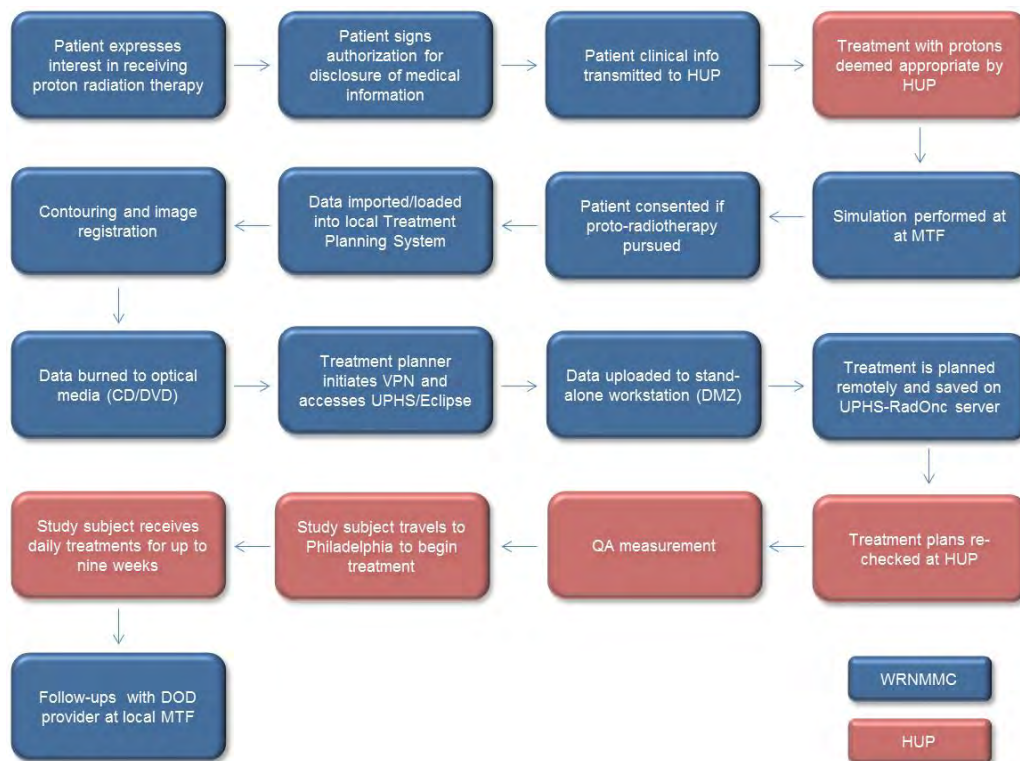 Patient expresses
interest in receiving
proton radiation therapy
Patient signs
authorization for
disclosure of medical
information
Patient clinical info
transmitted to HUP
Treatment with protons
deemed appropriate by
HUP
Simulation performed at
at MTF
Patient consented if
proto-radiotherapy
pursued
Data imported/loaded
into local Treatment
Planning System
Contouring and image
registration
Data burned to optical
media (CD/DVD)
Treatment planner
initiates VPN and
accesses UPHS/Eclipse
Data uploaded to stand-
alone workstation (DMZ)
Treatment is planned
remotely and saved on
UPHS-RadOnc server
Treatment plans re-
checked at HUP
QA measurement
Study subject travels to
Philadelphia to begin
treatment
Study subject receives
daily treatments for up to
nine weeks
Follow-ups with DOD
provider at local MTF
WRNMMC
HUP